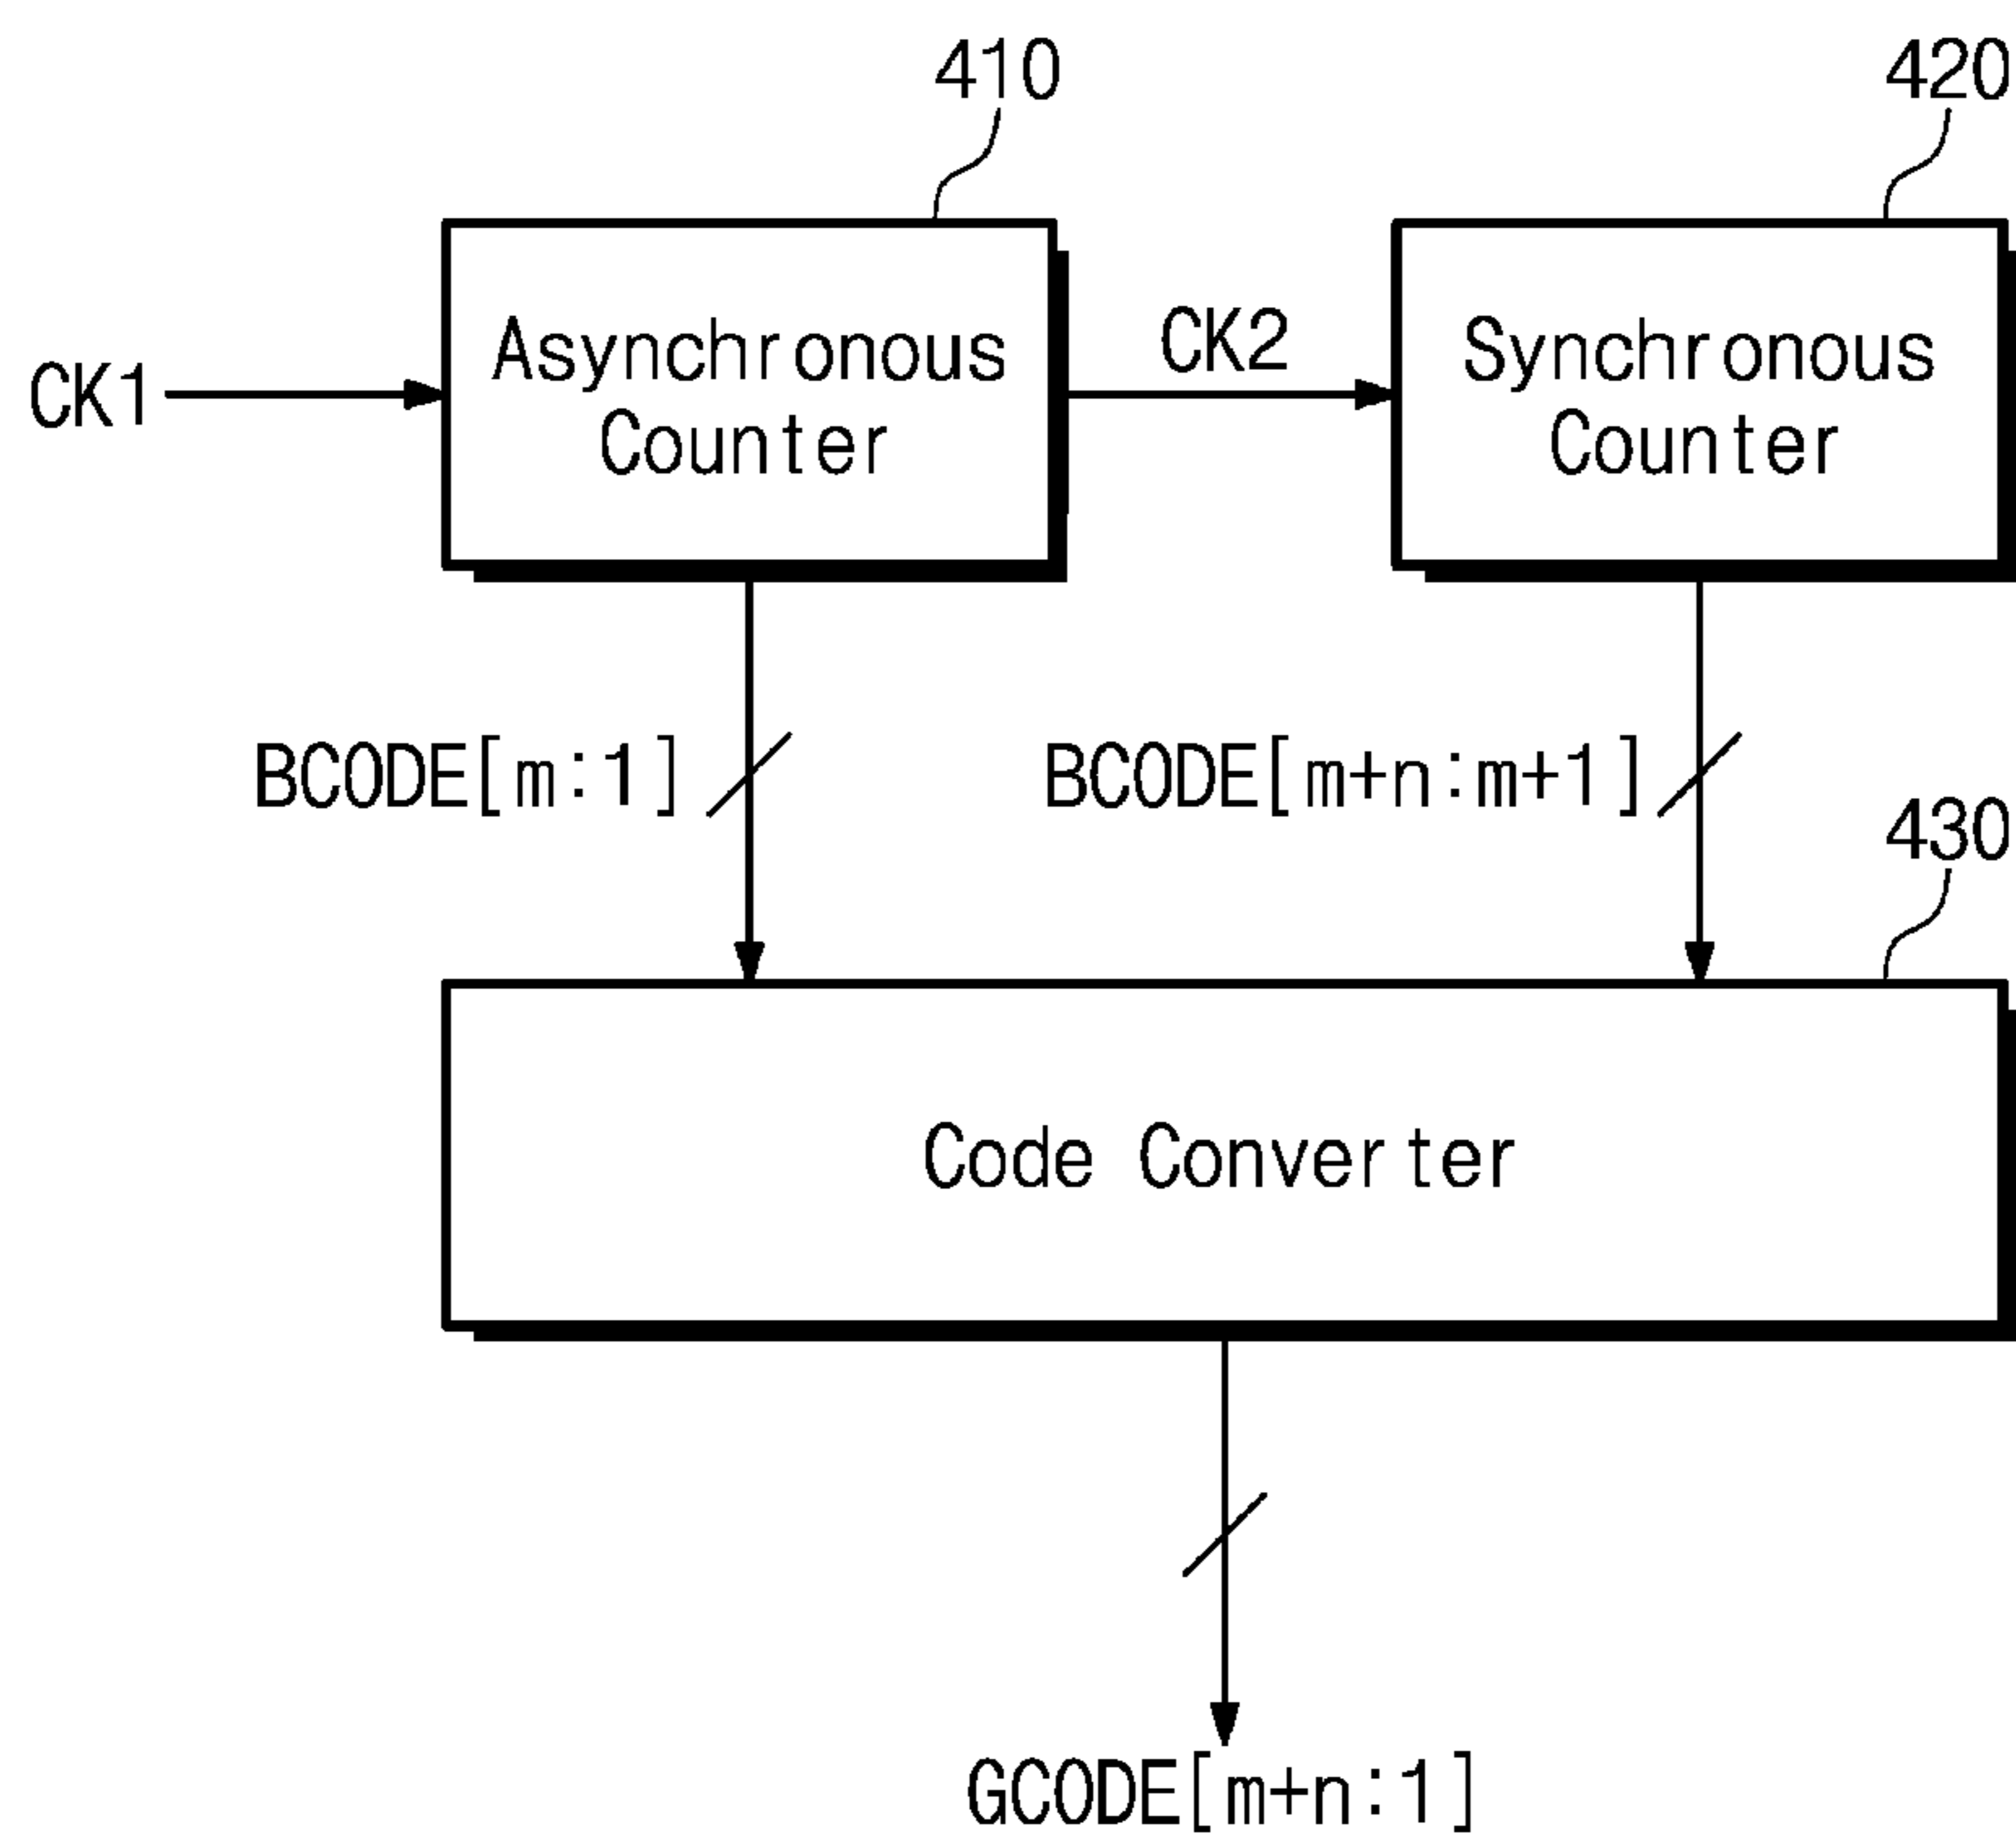 410
420
CK1
Asynchronous
Counter
CK2
Synchronous
Counter
BCODE[m:1]
BCODE[m+n:m+1]
430
Code Converter
GCODE[m+n:1]